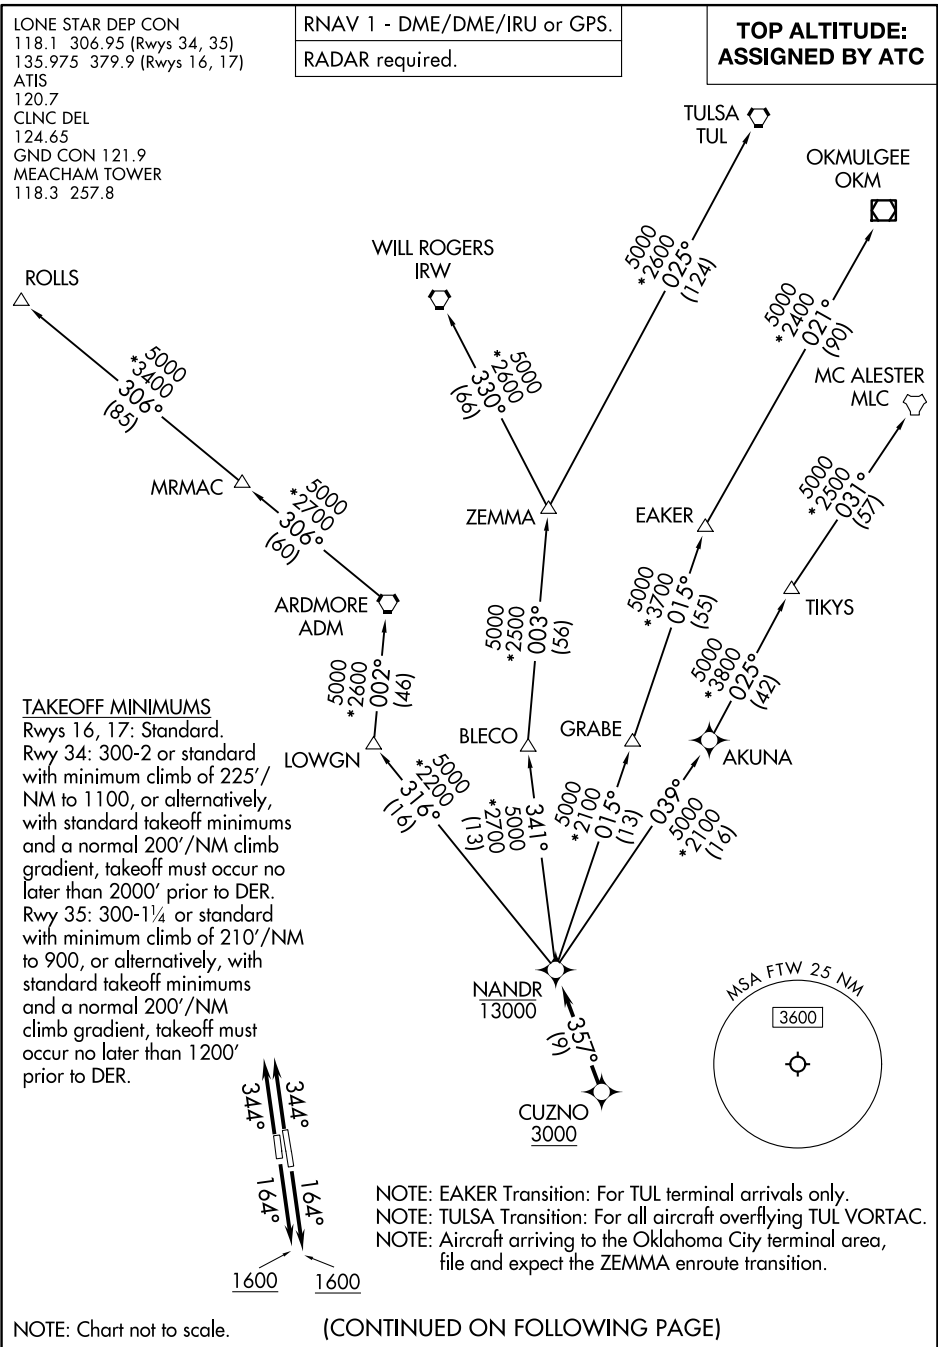 LONE STAR DEP CON
118.1 306.95 (Rwys 34, 35)
135.975 379.9 (Rwys 16, 17)
ATIS
120.7
CLNC DEL
124.65
GND CON 121.9
MEACHAM TOWER
118.3 257.8
RNAV 1 - DME/DME/IRU or GPS.
RADAR required.
TOP ALTITUDE:
ASSIGNED BY ATC
TULSA
TUL
5000
*2600
025°
(124)
OKMULGEE
OKM
5000
*2400
021°
(90)
WILL ROGERS
IRW
5000
*2600
330°
(66)
ROLLS
5000
*3400
306°
(85)
MC ALESTER
MLC
5000
*2500
031°
(57)
MRMAC
5000
*2700
306°
(60)
ZEMMA
EAKER
TIKYS
ARDMORE
ADM
5000
*2600
002°
(46)
5000
*2500
003°
(56)
5000
*3700
015°
(55)
5000
*3800
025°
(42)
LOWGN
BLECO
GRABE
AKUNA
5000
*2200
316°
(16)
341°
5000
*2700
(13)
5000
*2100
015°
(13)
039°
5000
*2100
(16)
TAKEOFF MINIMUMS
Rwys 16, 17: Standard.
Rwy 34: 300-2 or standard
with minimum climb of 225'/
NM to 1100, or alternatively,
with standard takeoff minimums
and a normal 200'/NM climb
gradient, takeoff must occur no
later than 2000' prior to DER.
Rwy 35: 300-1¼ or standard
with minimum climb of 210'/NM
to 900, or alternatively, with
standard takeoff minimums
and a normal 200'/NM
climb gradient, takeoff must
occur no later than 1200'
prior to DER.
NANDR
13000
357°
(9)
CUZNO
3000
MSA FTW 25 NM
3600
344°
344°
164°
164°
1600
1600
NOTE: EAKER Transition: For TUL terminal arrivals only.
NOTE: TULSA Transition: For all aircraft overflying TUL VORTAC.
NOTE: Aircraft arriving to the Oklahoma City terminal area,
file and expect the ZEMMA enroute transition.
NOTE: Chart not to scale.
(CONTINUED ON FOLLOWING PAGE)